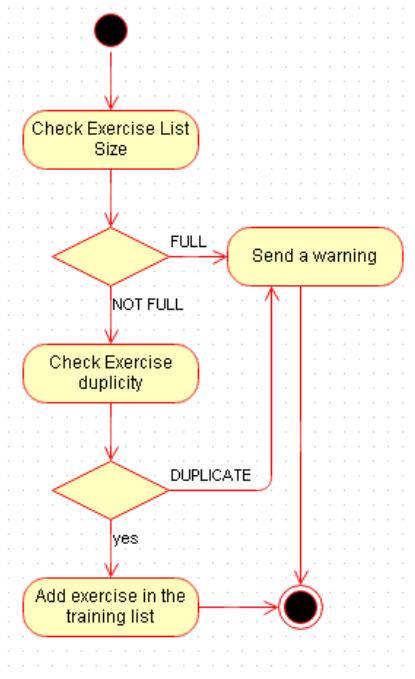 Check Exercise List
Size
FULL
Send a warning
NOT FULL
Check Exercise
duplicity
DUPLICATE
yes
Add exercise in the
training list